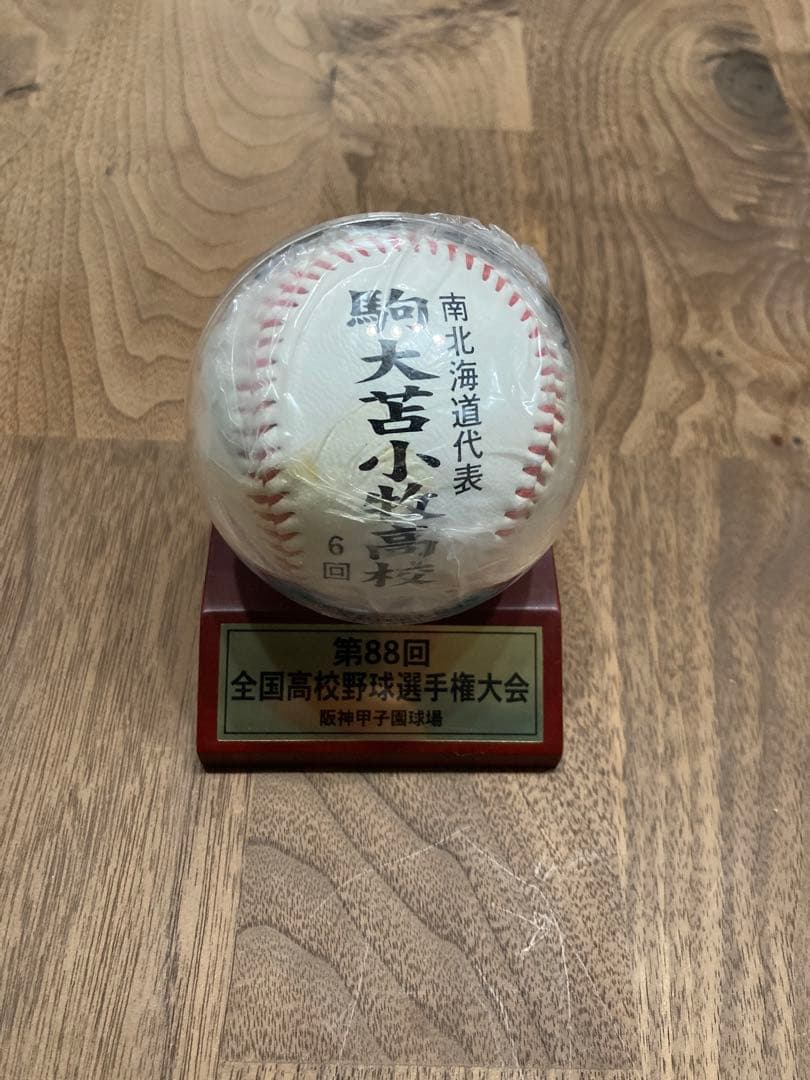 南北海道代表
駒大苫小牧高校
6回
第88回
全国高校野球選手権大会
阪神甲子園球場